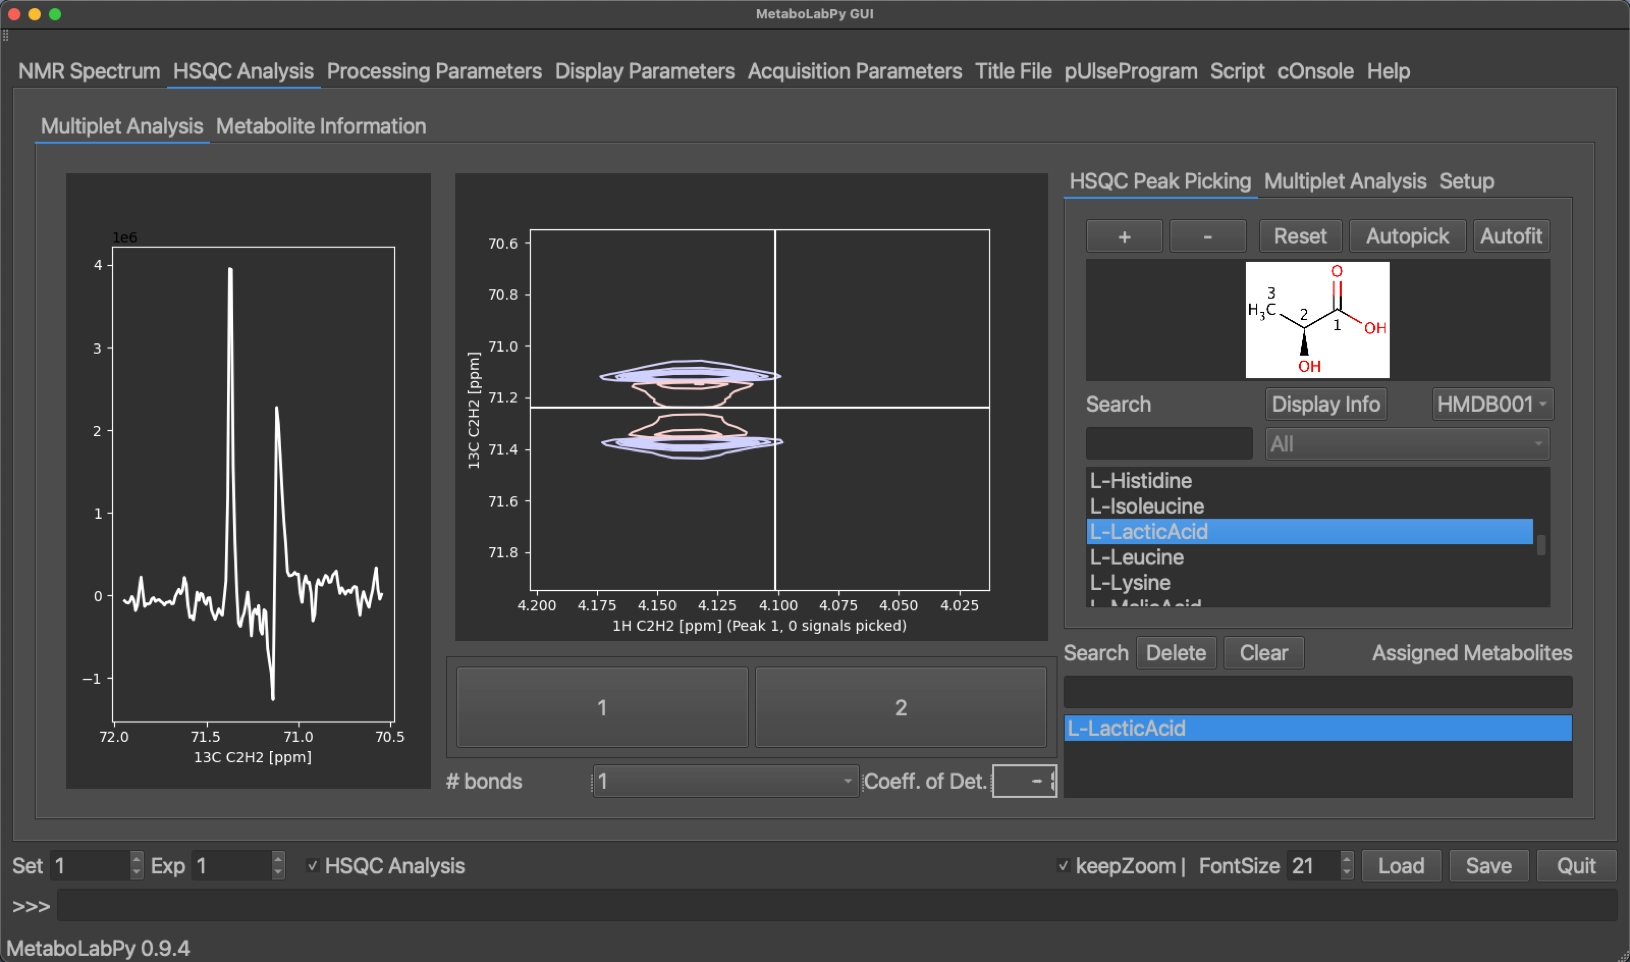 MetaboLabPy GUI
NMR Spectrum HSQC Analysis Processing Parameters Display Parameters Acquisition Parameters Title File pUlseProgram Script cOnsole Help
Multiplet Analysis Metabolite Information
1e6
4
3
2
1
0
−1
72.0 71.5 71.0 70.5
13C C2H2 [ppm]
70.6
70.8
71.0
71.2
71.4
71.6
71.8
13C C2H2 [ppm]
4.200 4.175 4.150 4.125 4.100 4.075 4.050 4.025
1H C2H2 [ppm] (Peak 1, 0 signals picked)
1 2
# bonds 1 Coeff. of Det. -
HSQC Peak Picking Multiplet Analysis Setup
+ - Reset Autopick Autofit
O
3
H3C 2 1 OH
OH
Search Display Info HMDB001
All
L-Histidine
L-Isoleucine
L-LacticAcid
L-Leucine
L-Lysine
L-MalicAcid
Search Delete Clear Assigned Metabolites
L-LacticAcid
Set 1 Exp 1 HSQC Analysis keepZoom | FontSize 21 Load Save Quit
>>>
MetaboLabPy 0.9.4